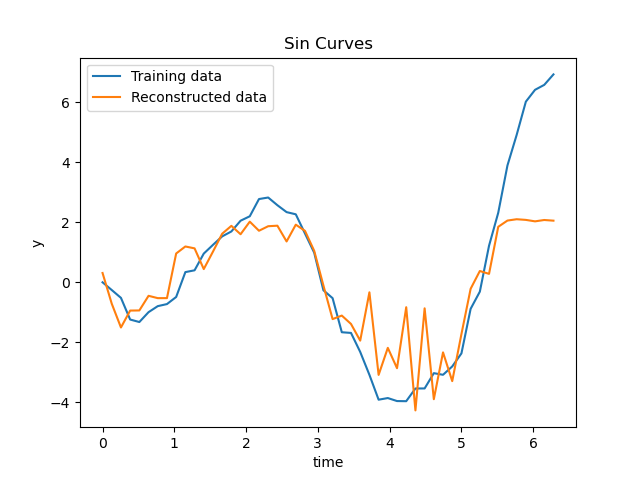 Sin Curves
Training data
Reconstructed data
6
4
2
0
−2
−4
y
0 1 2 3 4 5 6
time